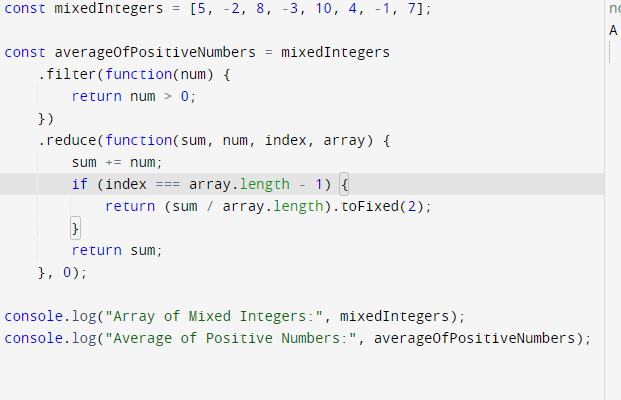 const mixedIntegers = [5, -2, 8, -3, 10, 4, -1, 7];
const averageOfPositiveNumbers = mixedIntegers
    .filter(function(num) {
        return num > 0;
    })
    .reduce(function(sum, num, index, array) {
        sum += num;
        if (index === array.length - 1) {
            return (sum / array.length).toFixed(2);
        }
        return sum;
    }, 0);
console.log("Array of Mixed Integers:", mixedIntegers);
console.log("Average of Positive Numbers:", averageOfPositiveNumbers);
A